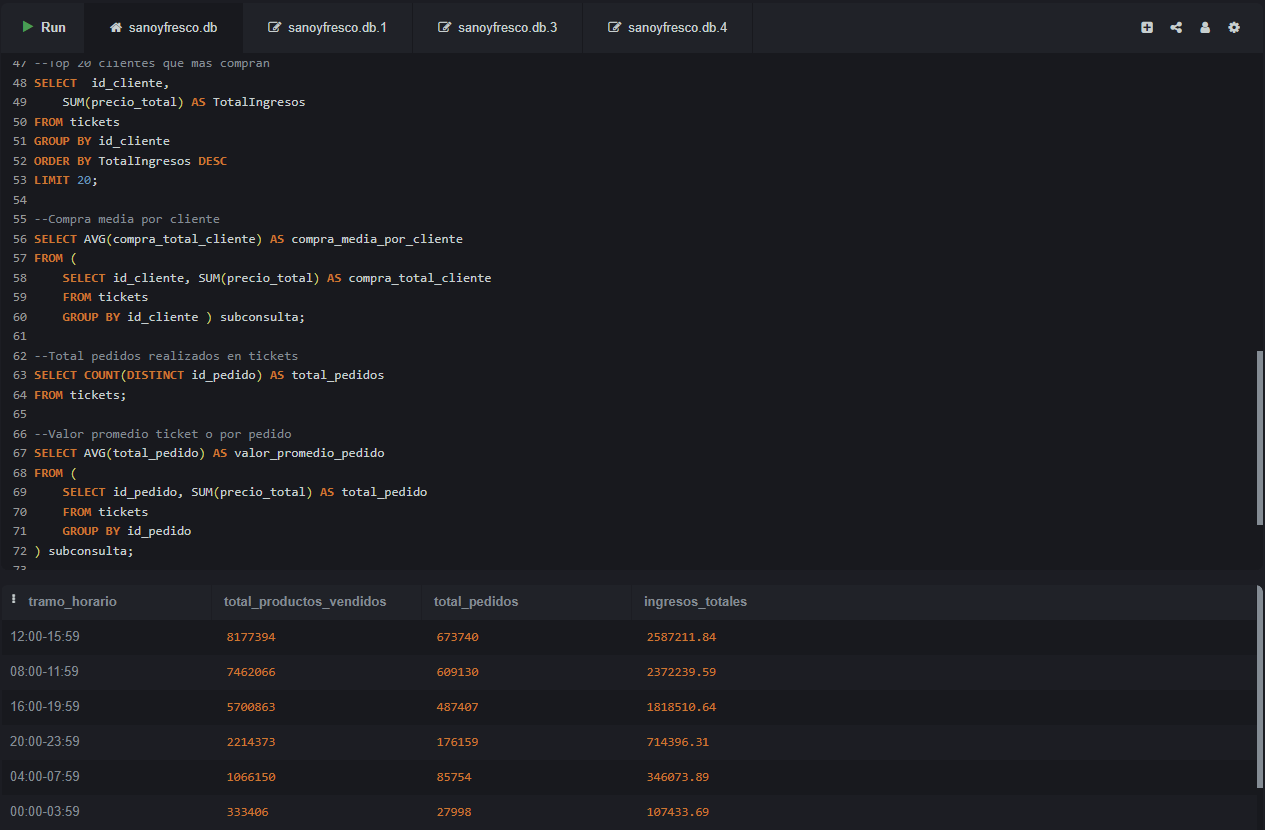 Run sanoyfresco.db sanoyfresco.db.1 sanoyfresco.db.3 sanoyfresco.db.4
47 --Top 20 clientes que mas compran
48 SELECT  id_cliente,
49     SUM(precio_total) AS TotalIngresos
50 FROM tickets
51 GROUP BY id_cliente
52 ORDER BY TotalIngresos DESC
53 LIMIT 20;
54
55 --Compra media por cliente
56 SELECT AVG(compra_total_cliente) AS compra_media_por_cliente
57 FROM (
58     SELECT id_cliente, SUM(precio_total) AS compra_total_cliente
59     FROM tickets
60     GROUP BY id_cliente ) subconsulta;
61
62 --Total pedidos realizados en tickets
63 SELECT COUNT(DISTINCT id_pedido) AS total_pedidos
64 FROM tickets;
65
66 --Valor promedio ticket o por pedido
67 SELECT AVG(total_pedido) AS valor_promedio_pedido
68 FROM (
69     SELECT id_pedido, SUM(precio_total) AS total_pedido
70     FROM tickets
71     GROUP BY id_pedido
72 ) subconsulta;
73
tramo_horario total_productos_vendidos total_pedidos ingresos_totales
12:00-15:59 8177394 673740 2587211.84
08:00-11:59 7462066 609130 2372239.59
16:00-19:59 5700863 487407 1818510.64
20:00-23:59 2214373 176159 714396.31
04:00-07:59 1066150 85754 346073.89
00:00-03:59 333406 27998 107433.69